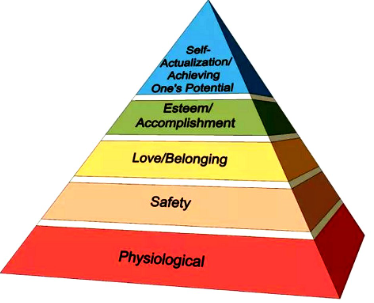 Self-
Actualization/
Achieving
One's Potential
Esteem/
Accomplishment
Love/Belonging
Safety
Physiological